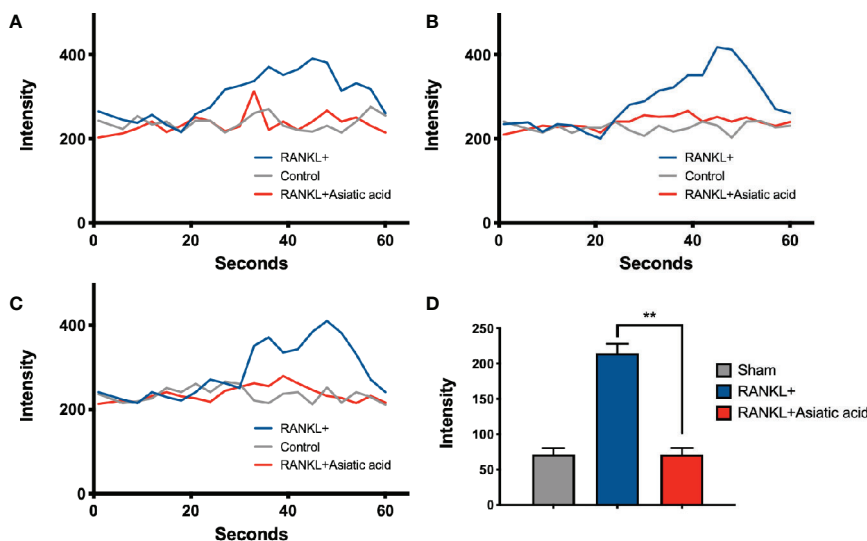 A
Intensity
400
200
0
0
20
40
60
Seconds
RANKL+
Control
RANKL+Asiatic acid
B
Intensity
400
200
0
0
20
40
60
Seconds
RANKL+
Control
RANKL+Asiatic acid
C
Intensity
400
200
0
0
20
40
60
Seconds
RANKL+
Control
RANKL+Asiatic acid
D
Intensity
250
200
150
100
50
0
**
Sham
RANKL+
RANKL+Asiatic acid